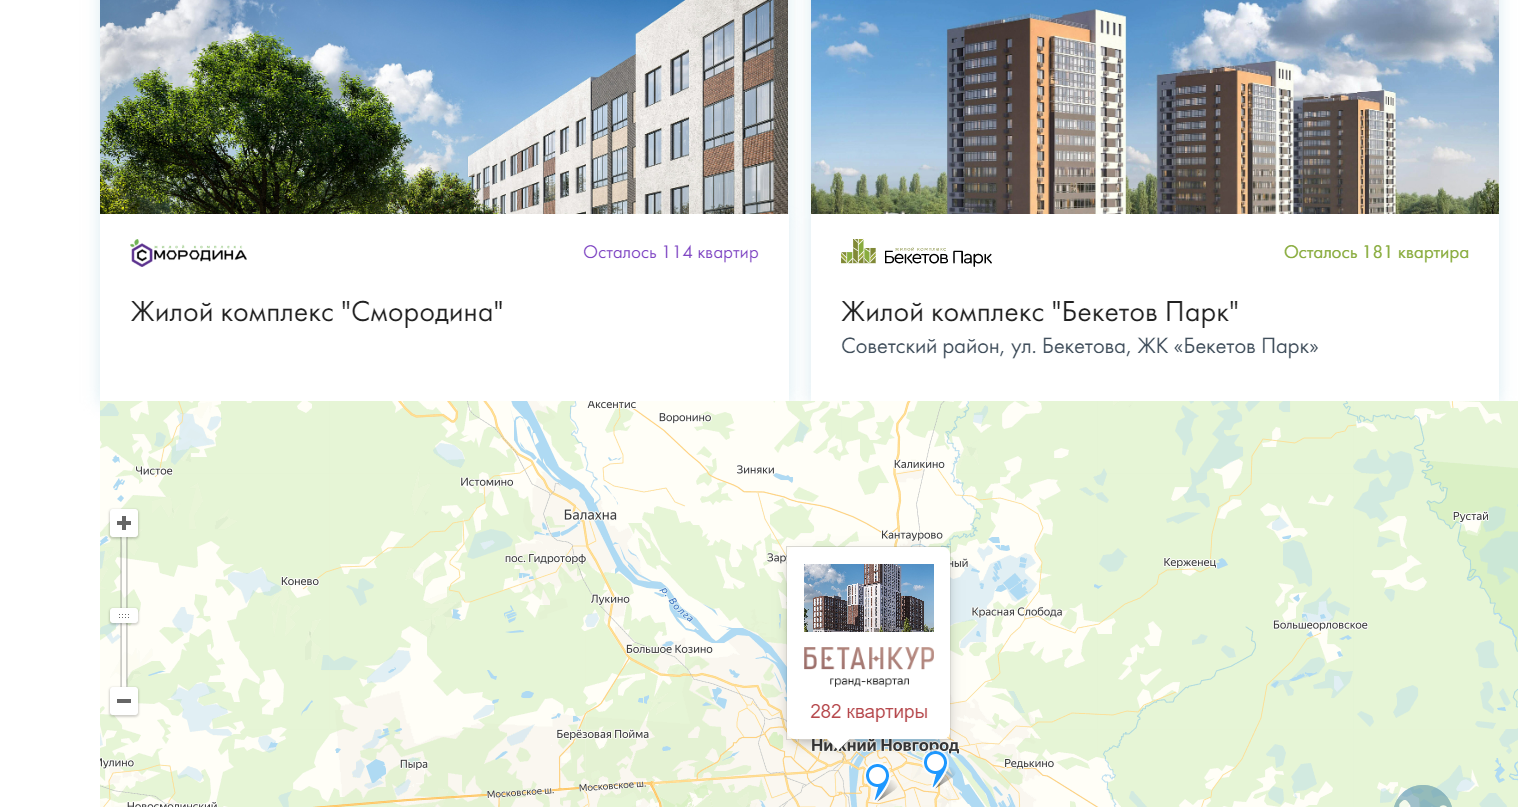 ЖИЛОЙ КОМПЛЕКС
СМОРОДИНА
Осталось 114 квартир
Жилой комплекс "Смородина"
ЖИЛОЙ КОМПЛЕКС
Бекетов Парк
Осталось 181 квартира
Жилой комплекс "Бекетов Парк"
Советский район, ул. Бекетова, ЖК «Бекетов Парк»
Аксентис
Воронино
Чистое
Зиняки
Каликино
Истомино
Балахна
Рустай
Кантаурово
пос. Гидроторф
Керженец
Конево
Лукино
р. Волга
Красная Слобода
Большеорловское
Большое Козино
БЕТАНКУР
гранд-квартал
282 квартиры
Берёзовая Пойма
Нижний Новгород
Пыра
Редькино
Московское ш.
Московское ш.
Новосмолинский